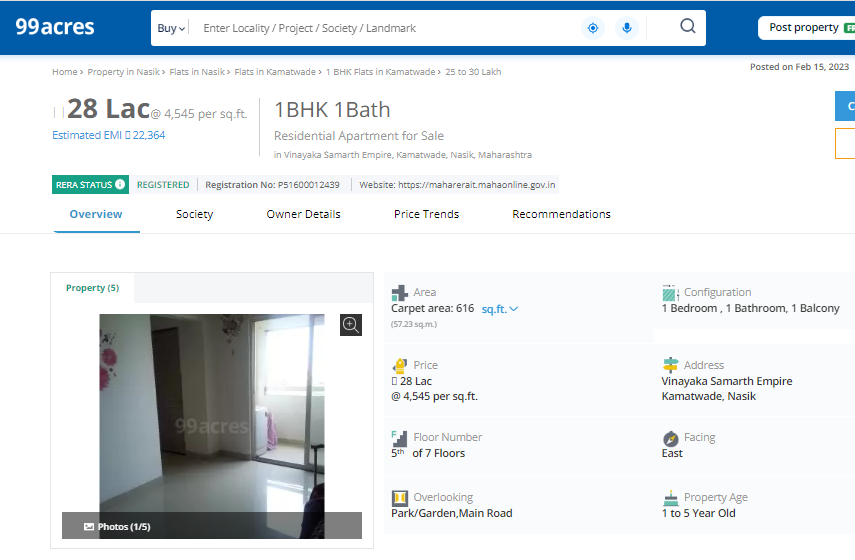 99acres
Buy
Enter Locality / Project / Society / Landmark
Post property
Home > Property in Nasik > Flats in Nasik > Flats in Kamatwade > 1 BHK Flats in Kamatwade > 25 to 30 Lakh
Posted on Feb 15, 2023
28 Lac @ 4,545 per sq.ft.
Estimated EMI 22,364
1BHK 1Bath
Residential Apartment for Sale
in Vinayaka Samarth Empire, Kamatwade, Nasik, Maharashtra
RERA STATUS REGISTERED Registration No: P51600012439 Website: https://maharerait.mahaonline.gov.in
Overview Society Owner Details Price Trends Recommendations
Property (5)
99acres
Photos (1/5)
Area
Carpet area: 616 sq.ft.
(57.23 sq.m.)
Configuration
1 Bedroom , 1 Bathroom, 1 Balcony
Price
28 Lac
@ 4,545 per sq.ft.
Address
Vinayaka Samarth Empire
Kamatwade, Nasik
Floor Number
5th of 7 Floors
Facing
East
Overlooking
Park/Garden,Main Road
Property Age
1 to 5 Year Old